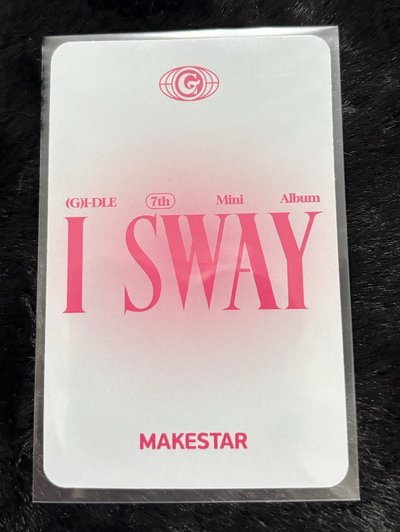 G
(G)I-DLE 7th Mini Album
I SWAY
MAKESTAR